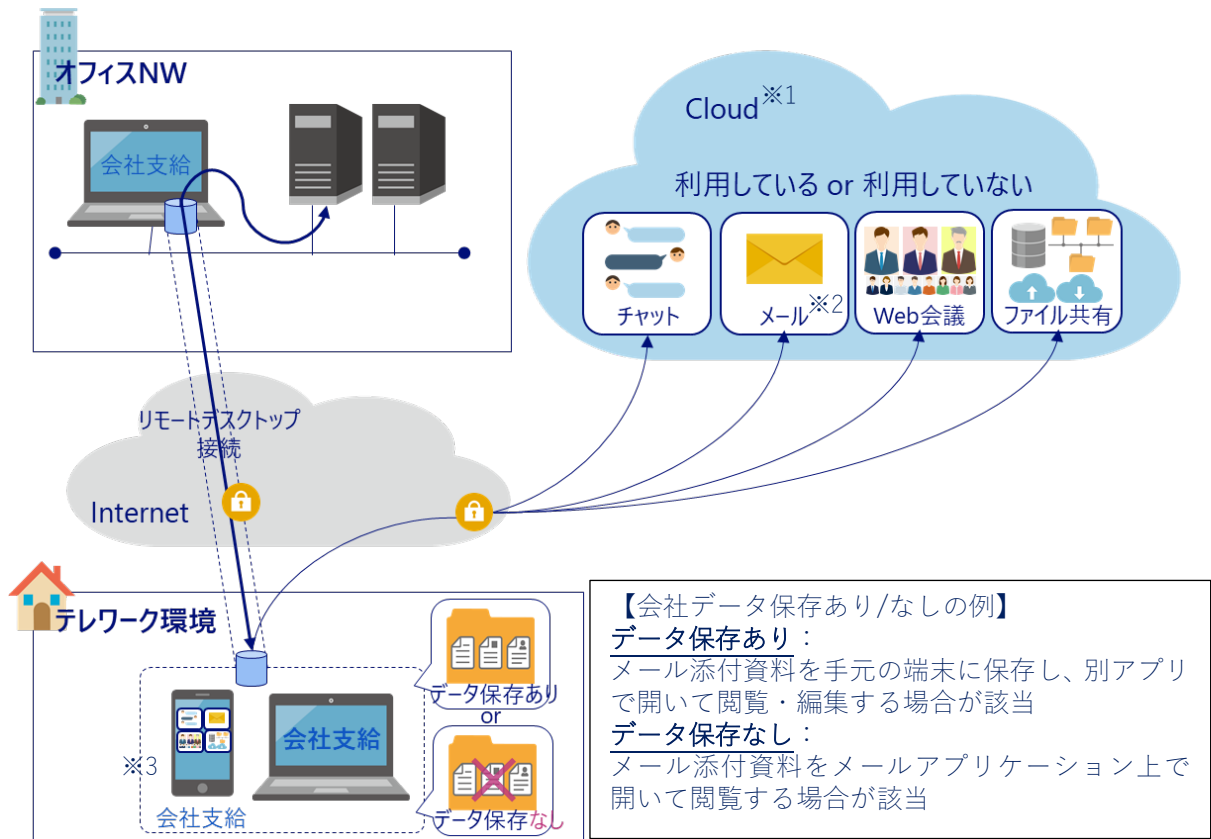 オフィスNW
会社支給
Cloud※1
利用している or 利用していない
チャット
メール※2
Web会議
ファイル共有
リモートデスクトップ
接続
Internet
テレワーク環境
データ保存あり
or
データ保存なし
会社支給
※3
会社支給
【会社データ保存あり/なしの例】
データ保存あり：
メール添付資料を手元の端末に保存し、別アプリ
で開いて閲覧・編集する場合が該当
データ保存なし：
メール添付資料をメールアプリケーション上で
開いて閲覧する場合が該当